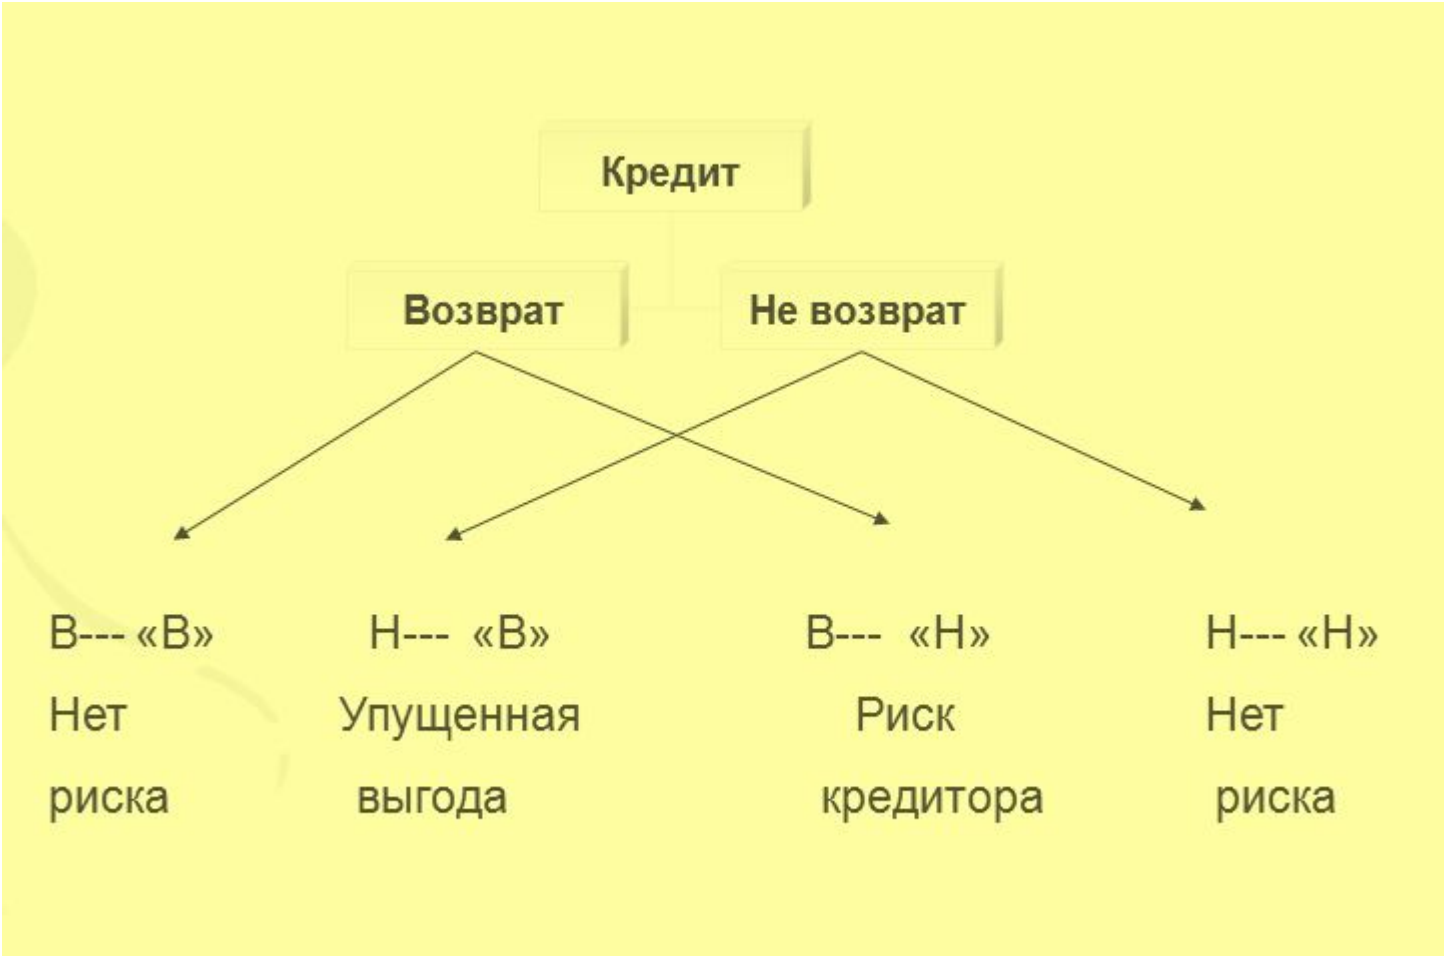 Кредит
Возврат
Не возврат
В--- «В»
Н--- «В»
В--- «Н»
Н--- «Н»
Нет
Упущенная
Риск
Нет
риска
выгода
кредитора
риска